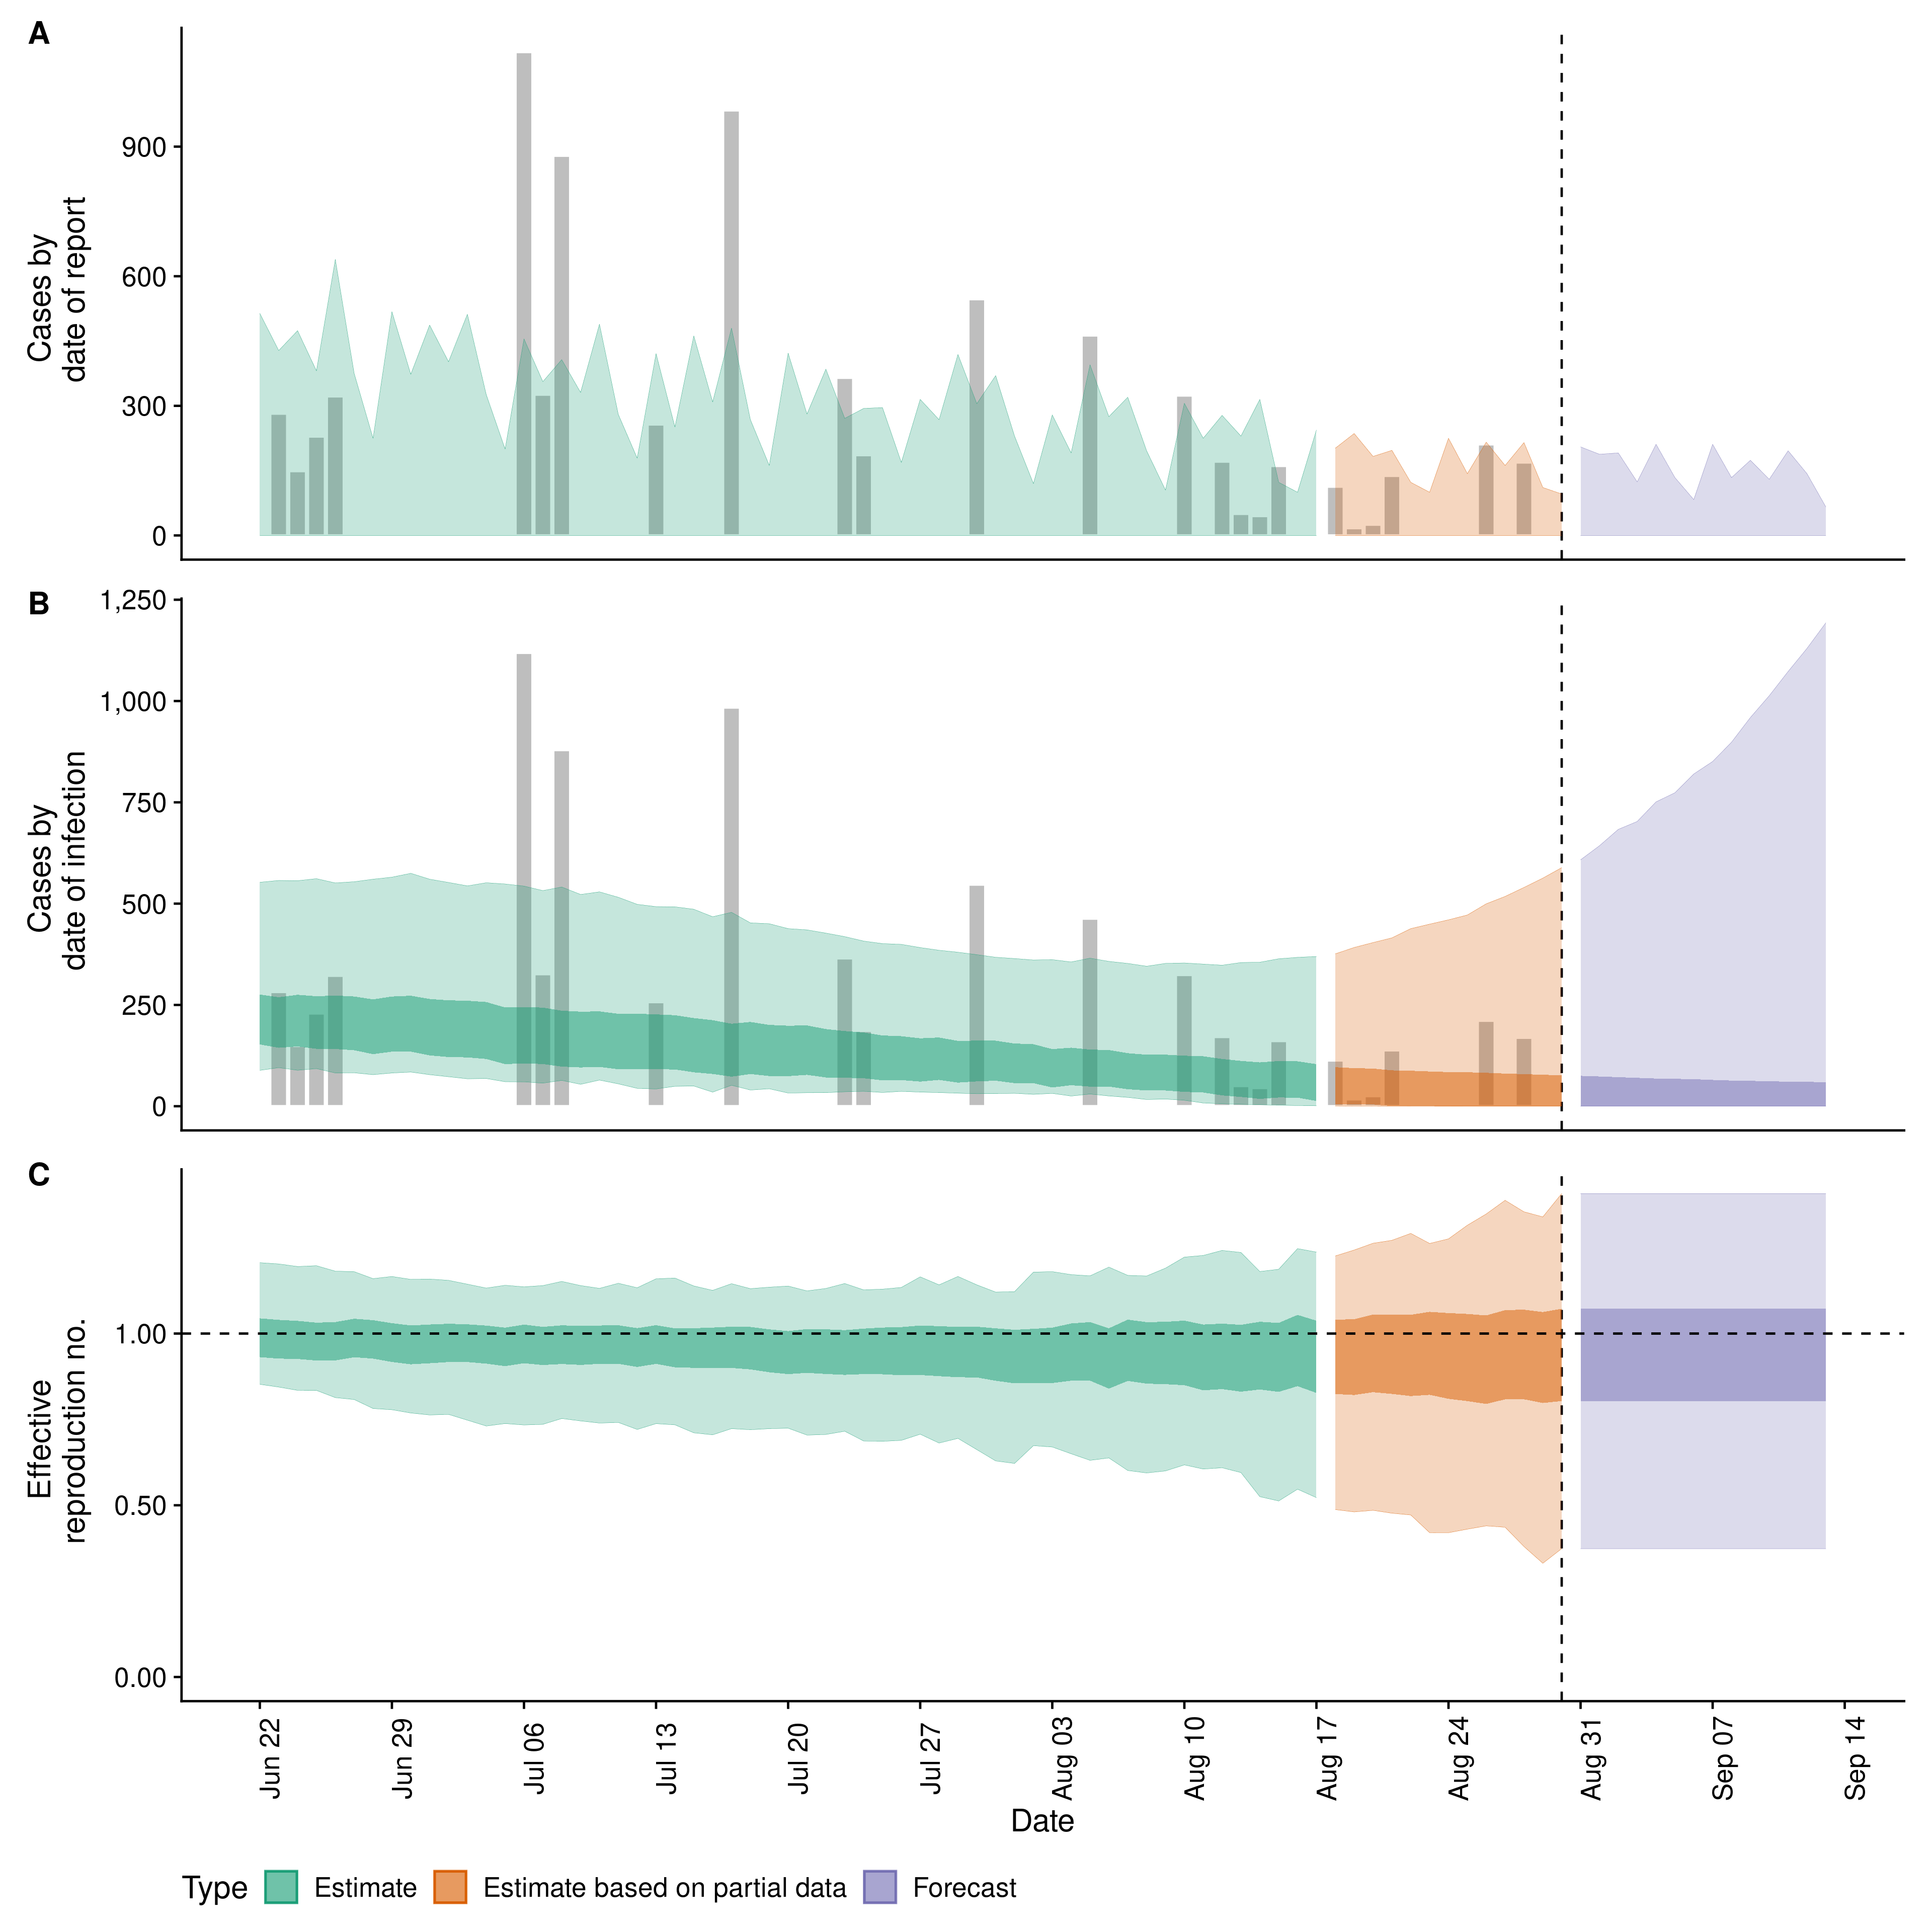 A
Cases by
date of report
900
600
300
0
B
Cases by
date of infection
1,250
1,000
750
500
250
0
C
Effective
reproduction no.
1.00
0.50
0.00
Jun 22
Jun 29
Jul 06
Jul 13
Jul 20
Jul 27
Aug 03
Aug 10
Aug 17
Aug 24
Aug 31
Sep 07
Sep 14
Date
Type Estimate Estimate based on partial data Forecast